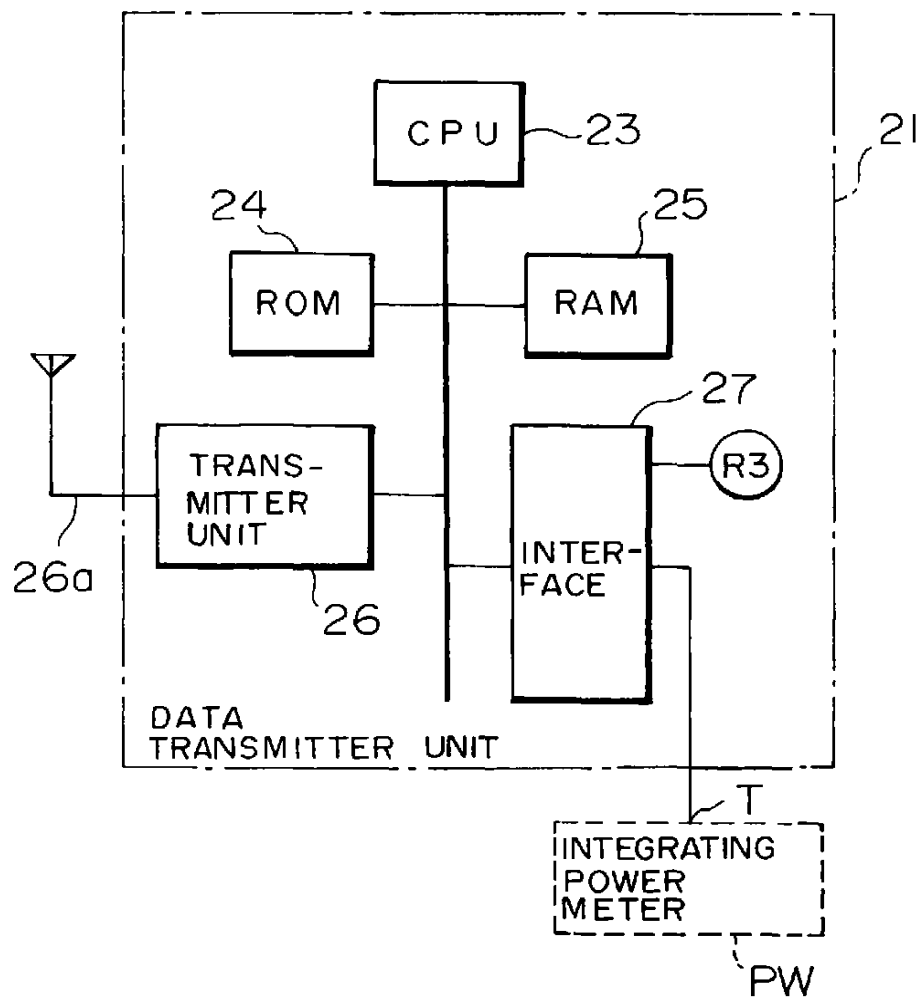 CPU
23
21
24
25
ROM
RAM
27
R3
TRANS-
MITTER
UNIT
INTER-
FACE
26a
26
DATA
TRANSMITTER UNIT
T
INTEGRATING
POWER
METER
PW